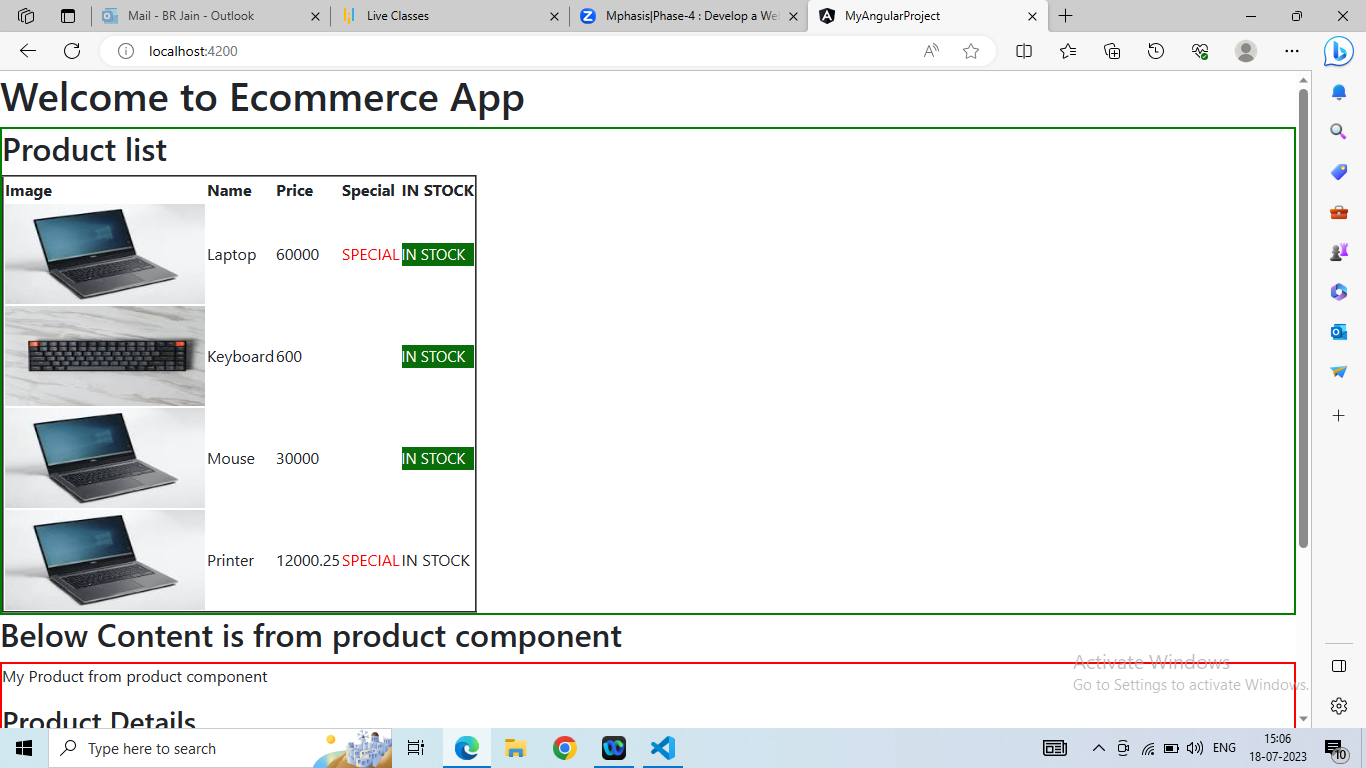 Mail - BR Jain - Outlook
Live Classes
Mphasis|Phase-4 : Develop a We
MyAngularProject
localhost:4200
Welcome to Ecommerce App
Product list
Image Name Price Special IN STOCK
Laptop 60000 SPECIAL IN STOCK
Keyboard 600 IN STOCK
Mouse 30000 IN STOCK
Printer 12000.25 SPECIAL IN STOCK
Below Content is from product component
My Product from product component
Activate Windows
Go to Settings to activate Windows.
Product Details
Type here to search
ENG
15:06
18-07-2023
10